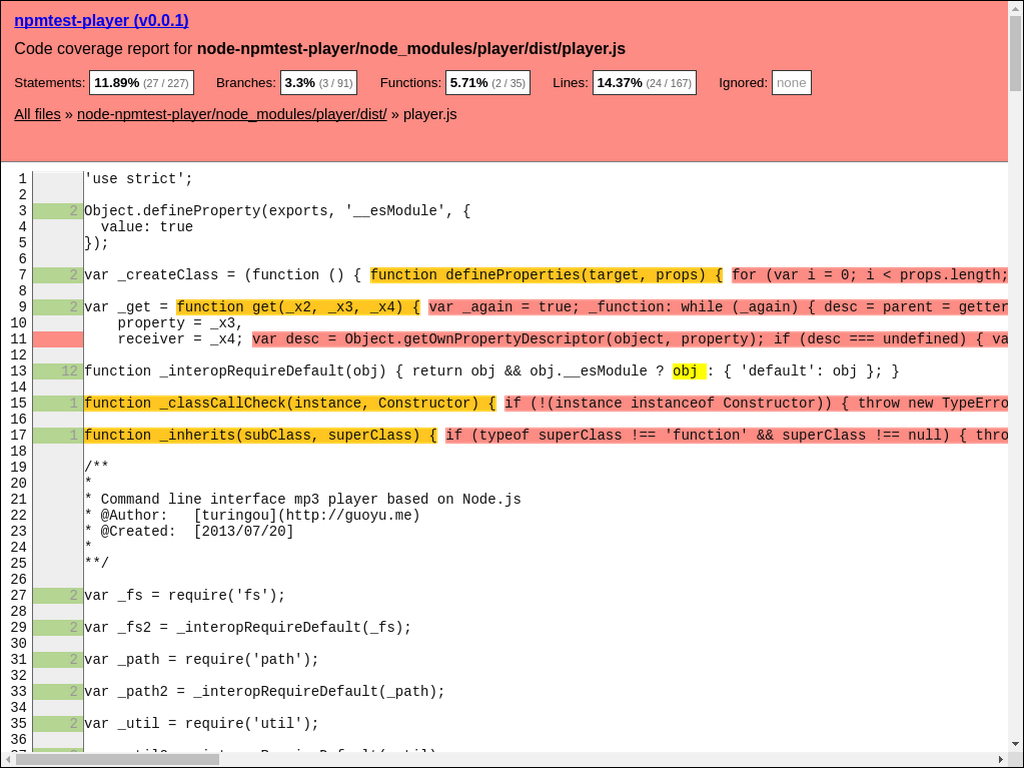 npmtest-player (v0.0.1)
Code coverage report for node-npmtest-player/node_modules/player/dist/player.js
Statements: 11.89% (27 / 227) Branches: 3.3% (3 / 91) Functions: 5.71% (2 / 35) Lines: 14.37% (24 / 167) Ignored: none
All files » node-npmtest-player/node_modules/player/dist/ » player.js
1 'use strict';
2
3 2 Object.defineProperty(exports, '__esModule', {
4 value: true
5 });
6
7 2 var _createClass = (function () { function defineProperties(target, props) { for (var i = 0; i < props.length;
8
9 2 var _get = function get(_x2, _x3, _x4) { var _again = true; _function: while (_again) { desc = parent = getter
10 property = _x3,
11 receiver = _x4; var desc = Object.getOwnPropertyDescriptor(object, property); if (desc === undefined) { va
12
13 12 function _interopRequireDefault(obj) { return obj && obj.__esModule ? obj : { 'default': obj }; }
14
15 1 function _classCallCheck(instance, Constructor) { if (!(instance instanceof Constructor)) { throw new TypeErro
16
17 1 function _inherits(subClass, superClass) { if (typeof superClass !== 'function' && superClass !== null) { thro
18
19 /**
20 *
21 * Command line interface mp3 player based on Node.js
22 * @Author: [turingou](http://guoyu.me)
23 * @Created: [2013/07/20]
24 *
25 **/
26
27 2 var _fs = require('fs');
28
29 2 var _fs2 = _interopRequireDefault(_fs);
30
31 2 var _path = require('path');
32
33 2 var _path2 = _interopRequireDefault(_path);
34
35 2 var _util = require('util');
36